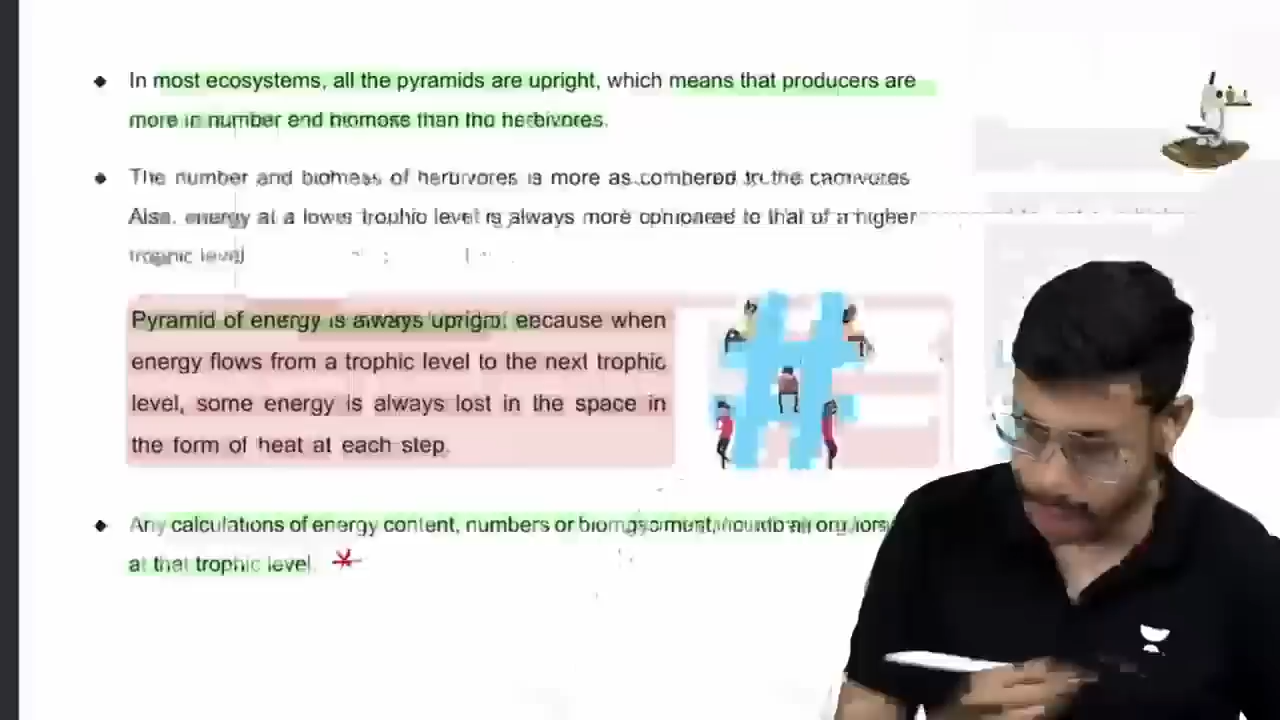 In most ecosystems, all the pyramids are upright, which means that producers are
more in number and biomass than the herbivores.
The number and biomass of herbivores is more as compared to the carnivores
Also, energy at a lower trophic level is always more compared to that of a higher
trophic level
Pyramid of energy is always upright, because when
energy flows from a trophic level to the next trophic
level, some energy is always lost in the space in
the form of heat at each step.
Any calculations of energy content, numbers or biomass must
at that trophic level.